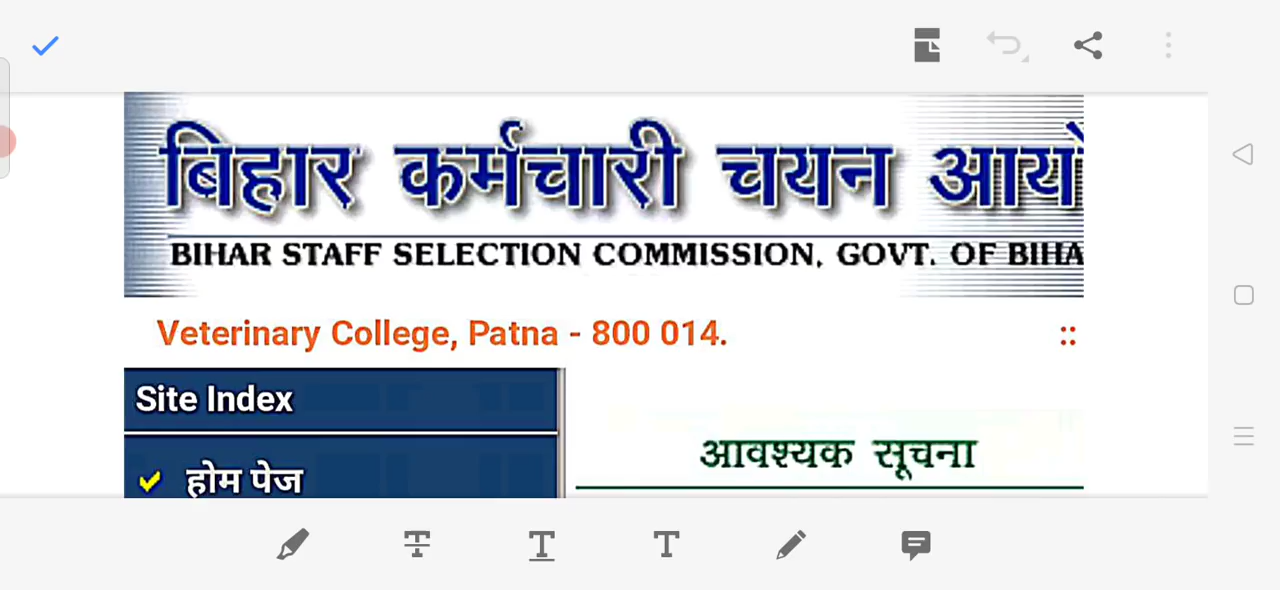 बिहार कर्मचारी चयन
BIHAR STAFF SELECTION COMMISSION, GOVT. OF BIHA
Veterinary College, Patna - 800 014. ::
Site Index
आवश्यक सूचना
होम पेज